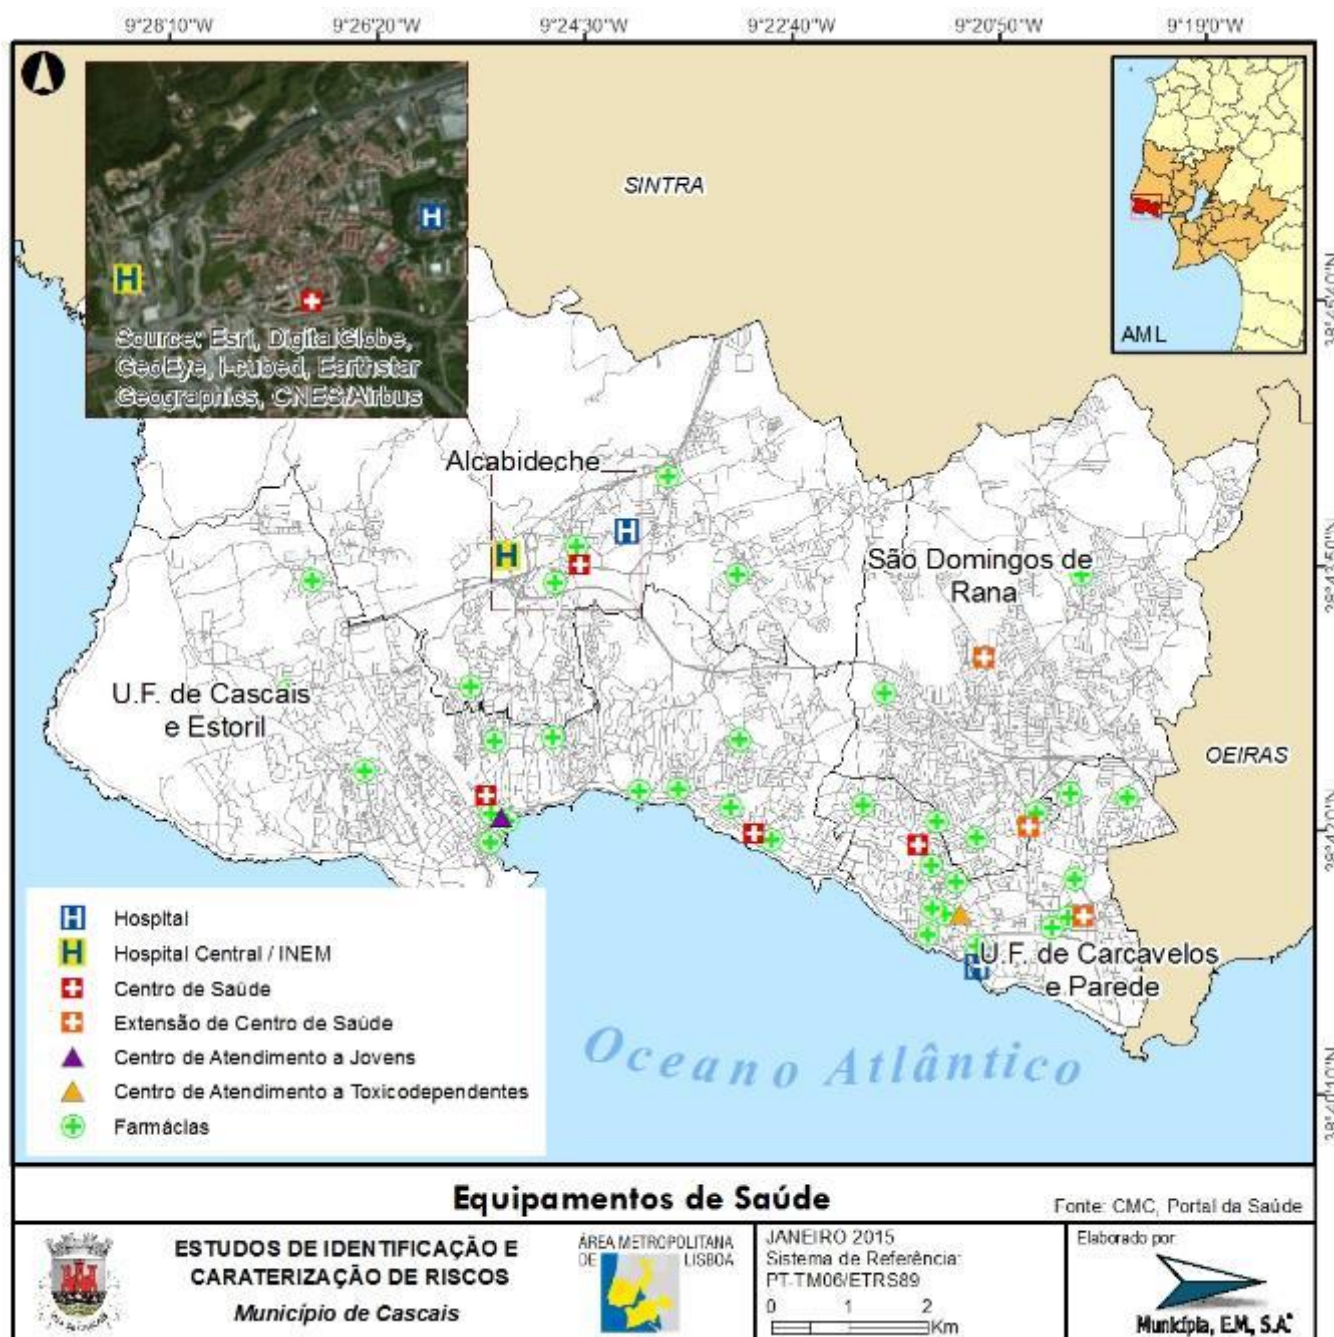 9°28'10"W
9°26'20"W
9°24'30"W
9°22'40"W
9°20'50"W
9°19'0"W
SINTRA
H
H
Source: Esri, DigitalGlobe,
GeoEye, i-cubed, Earthstar
Geographics, CNES/Airbus
AML
Alcabideche
H
H
São Domingos de
Rana
U.F. de Cascais
e Estoril
OEIRAS
U.F. de Carcavelos
e Parede
Oceano Atlântico
H Hospital
H Hospital Central / INEM
Centro de Saúde
Extensão de Centro de Saúde
Centro de Atendimento a Jovens
Centro de Atendimento a Toxicodependentes
Farmácias
38°40'10"N
Equipamentos de Saúde
Fonte: CMC, Portal da Saúde
ESTUDOS DE IDENTIFICAÇÃO E
CARATERIZAÇÃO DE RISCOS
Município de Cascais
ÁREA METROPOLITANA
DE LISBOA
JANEIRO 2015
Sistema de Referência:
PT-TM06/ETRS89
0 1 2
Km
Elaborado por:
Município, E.M., S.A.